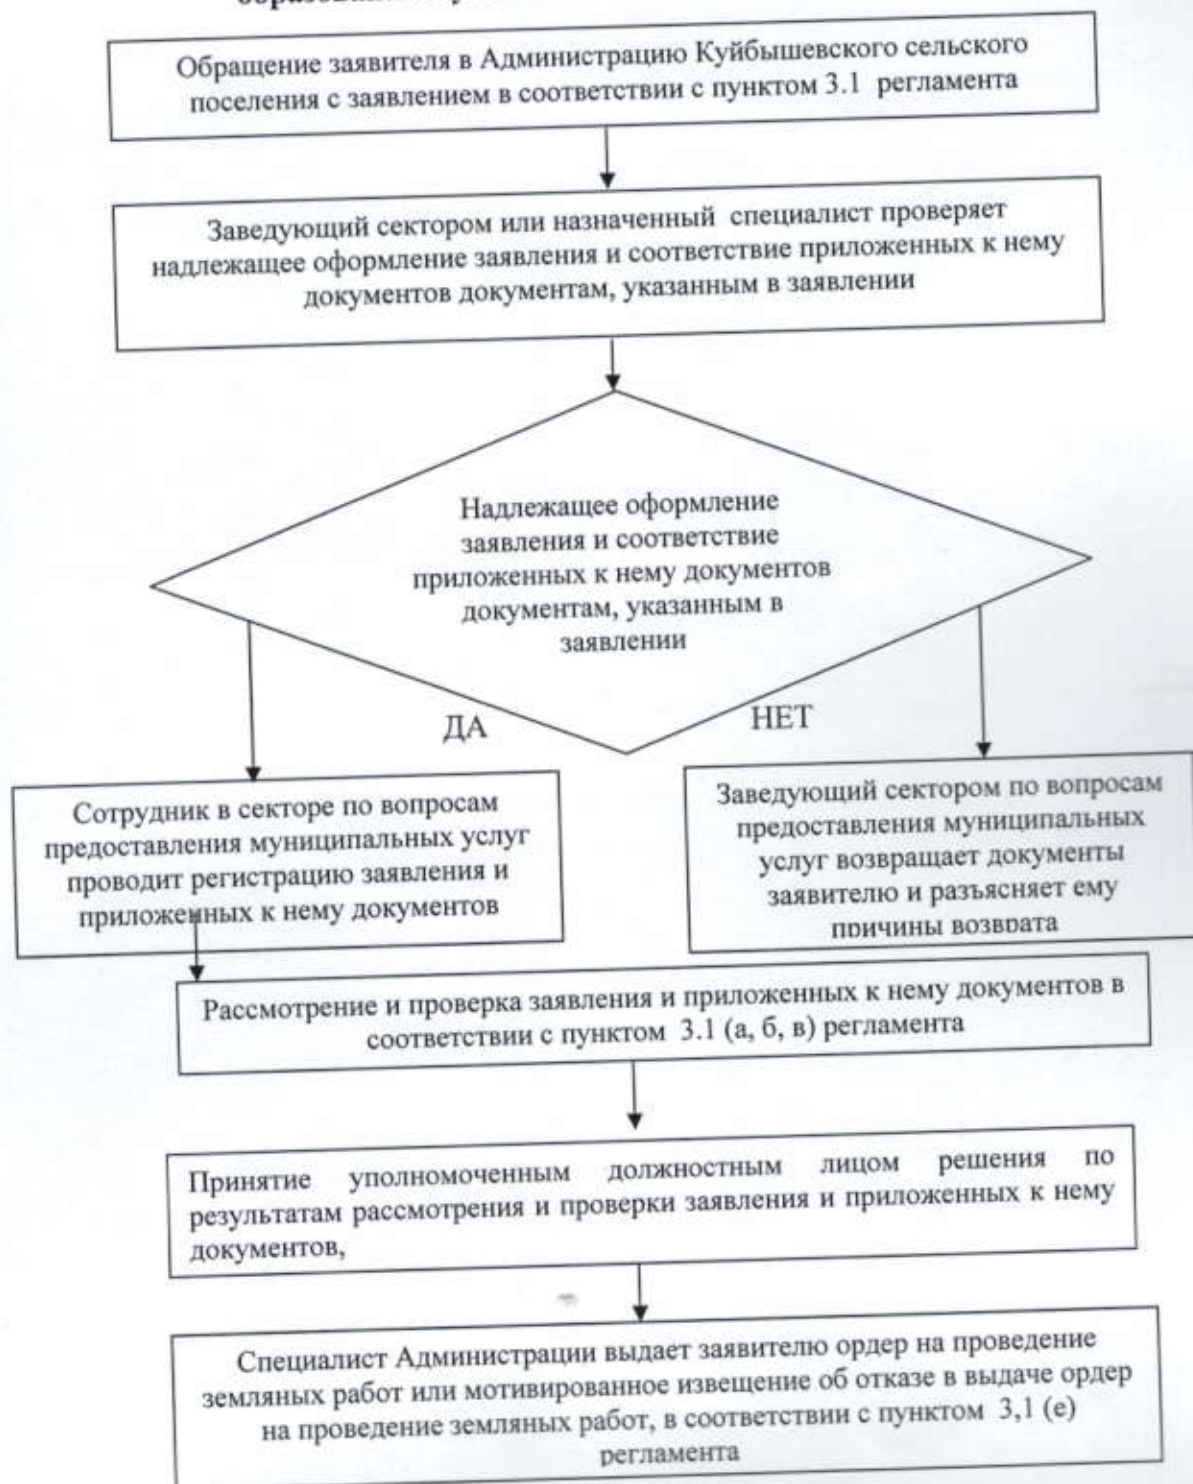 Обращение заявителя в Администрацию Куйбышевского сельского
поселения с заявлением в соответствии с пунктом 3.1 регламента
Заведующий сектором или назначенный специалист проверяет
надлежащее оформление заявления и соответствие приложенных к нему
документов документам, указанным в заявлении
Надлежащее оформление
заявления и соответствие
приложенных к нему документов
документам, указанным в
заявлении
ДА
НЕТ
Сотрудник в секторе по вопросам
предоставления муниципальных услуг
проводит регистрацию заявления и
приложенных к нему документов
Заведующий сектором по вопросам
предоставления муниципальных
услуг возвращает документы
заявителю и разъясняет ему
причины возврата
Рассмотрение и проверка заявления и приложенных к нему документов в
соответствии с пунктом 3.1 (а, б, в) регламента
Принятие уполномоченным должностным лицом решения по
результатам рассмотрения и проверки заявления и приложенных к нему
документов,
Специалист Администрации выдает заявителю ордер на проведение
земляных работ или мотивированное извещение об отказе в выдаче ордер
на проведение земляных работ, в соответствии с пунктом 3,1 (е)
регламента